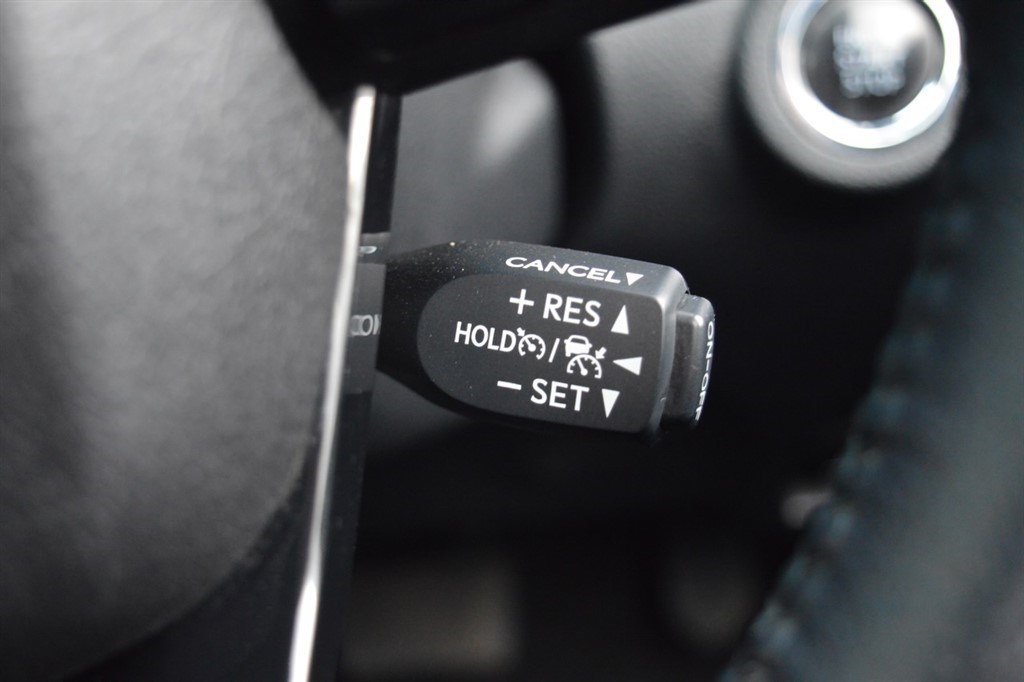 CANCEL▼
+ RES ▲
HOLD / ◀
− SET ▼
ON-OFF